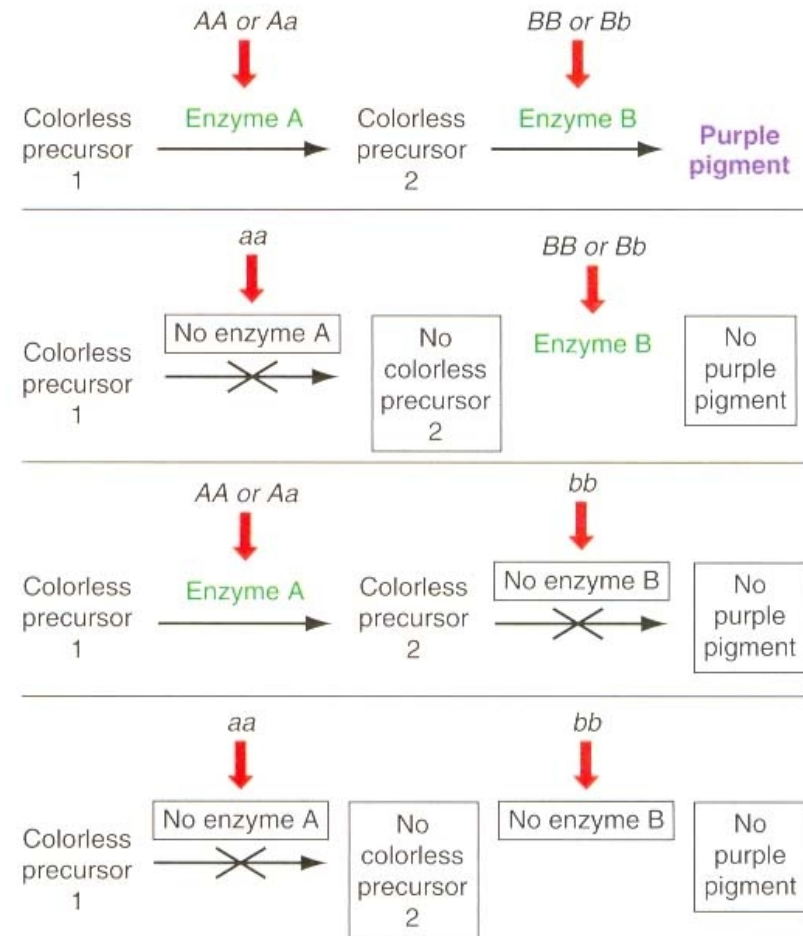 AA or Aa
BB or Bb
Colorless
precursor
1
Enzyme A
Colorless
precursor
2
Enzyme B
Purple
pigment
aa
BB or Bb
Colorless
precursor
1
No enzyme A
No
colorless
precursor
2
Enzyme B
No
purple
pigment
AA or Aa
bb
Colorless
precursor
1
Enzyme A
Colorless
precursor
2
No enzyme B
No
purple
pigment
aa
bb
Colorless
precursor
1
No enzyme A
No
colorless
precursor
2
No enzyme B
No
purple
pigment